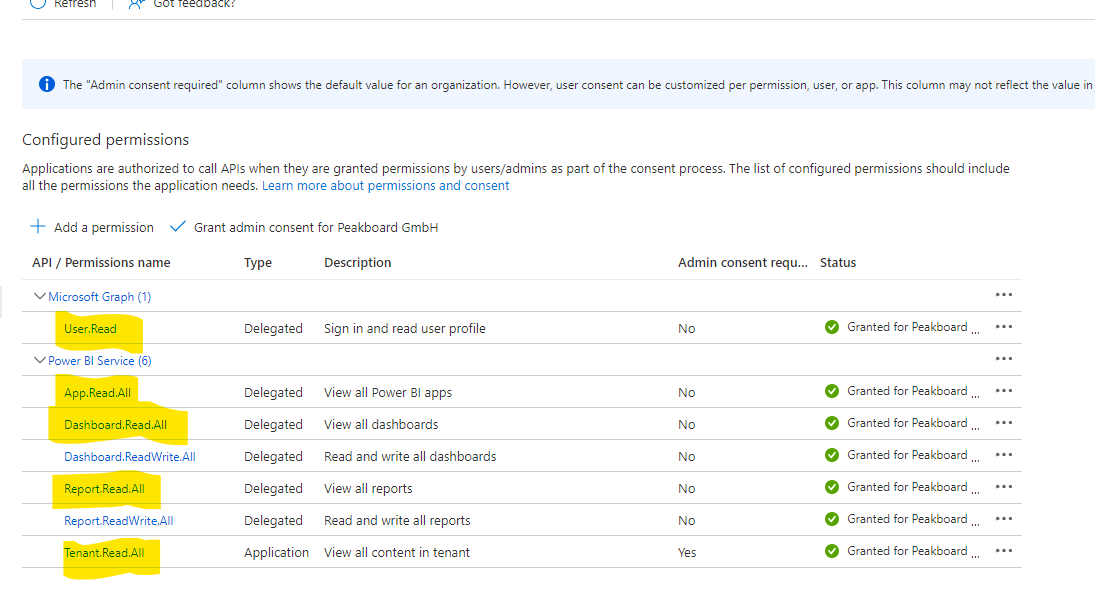 Refresh Got feedback?
The "Admin consent required" column shows the default value for an organization. However, user consent can be customized per permission, user, or app. This column may not reflect the value in
Configured permissions
Applications are authorized to call APIs when they are granted permissions by users/admins as part of the consent process. The list of configured permissions should include
all the permissions the application needs. Learn more about permissions and consent
Add a permission Grant admin consent for Peakboard GmbH
API / Permissions name Type Description Admin consent requ... Status
Microsoft Graph (1) ...
User.Read Delegated Sign in and read user profile No Granted for Peakboard ... ...
Power BI Service (6) ...
App.Read.All Delegated View all Power BI apps No Granted for Peakboard ... ...
Dashboard.Read.All Delegated View all dashboards No Granted for Peakboard ... ...
Dashboard.ReadWrite.All Delegated Read and write all dashboards No Granted for Peakboard ... ...
Report.Read.All Delegated View all reports No Granted for Peakboard ... ...
Report.ReadWrite.All Delegated Read and write all reports No Granted for Peakboard ... ...
Tenant.Read.All Application View all content in tenant Yes Granted for Peakboard ... ...